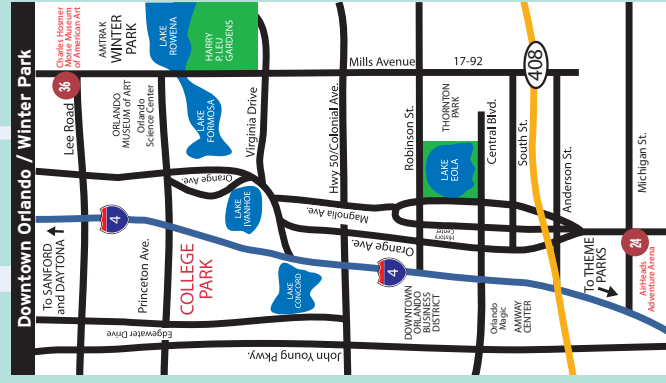 Downtown Orlando / Winter Park
Charles Hosmer
Morse Museum
of American Art
36
Lee Road
AMTRAK
WINTER
PARK
LAKE
ROWENA
HARRY
P. LEU
GARDENS
ORLANDO
MUSEUM of ART
Orlando
Science Center
LAKE
FORMOSA
Virginia Drive
Mills Avenue
17-92
408
Hwy 50/Colonial Ave.
Robinson St.
THORNTON
PARK
LAKE
EOLA
Central Blvd.
South St.
Anderson St.
Michigan St.
Orange Ave.
LAKE
IVANHOE
Magnolia Ave.
Orange Ave.
History
Center
4
To SANFORD
and DAYTONA
Princeton Ave.
COLLEGE
PARK
LAKE
CONCORD
4
DOWNTOWN
ORLANDO
BUSINESS
DISTRICT
Orlando
Magic
AMWAY
CENTER
To THEME
PARKS
24
AirHeads
Adventure Arena
Edgewater Drive
John Young Pkwy.